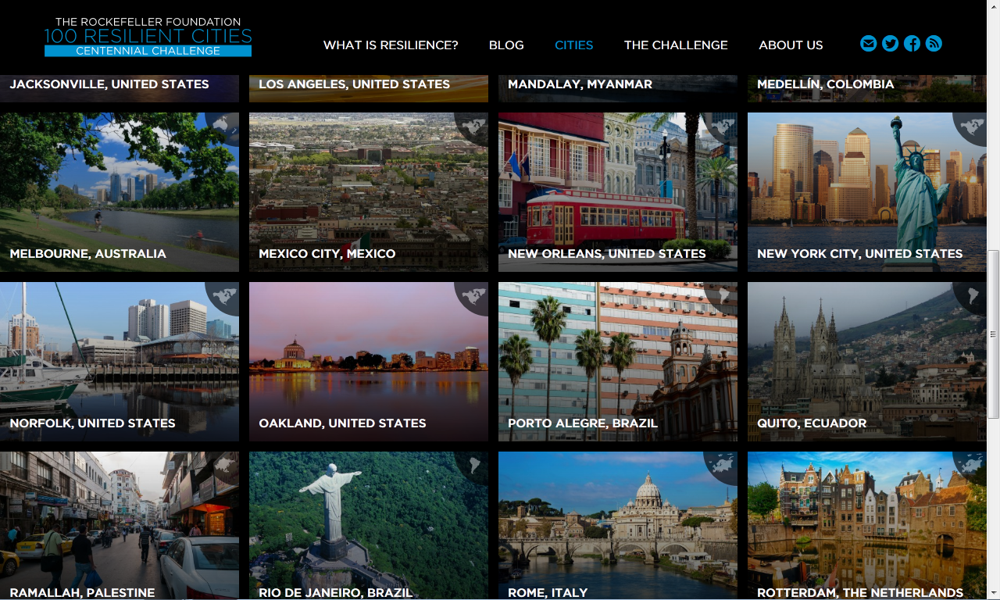 THE ROCKEFELLER FOUNDATION
100 RESILIENT CITIES
CENTENNIAL CHALLENGE
WHAT IS RESILIENCE?
BLOG
CITIES
THE CHALLENGE
ABOUT US
JACKSONVILLE, UNITED STATES
LOS ANGELES, UNITED STATES
MANDALAY, MYANMAR
MEDELLÍN, COLOMBIA
MELBOURNE, AUSTRALIA
MEXICO CITY, MEXICO
NEW ORLEANS, UNITED STATES
NEW YORK CITY, UNITED STATES
NORFOLK, UNITED STATES
OAKLAND, UNITED STATES
PORTO ALEGRE, BRAZIL
QUITO, ECUADOR
RAMALLAH, PALESTINE
RIO DE JANEIRO, BRAZIL
ROME, ITALY
ROTTERDAM, THE NETHERLANDS